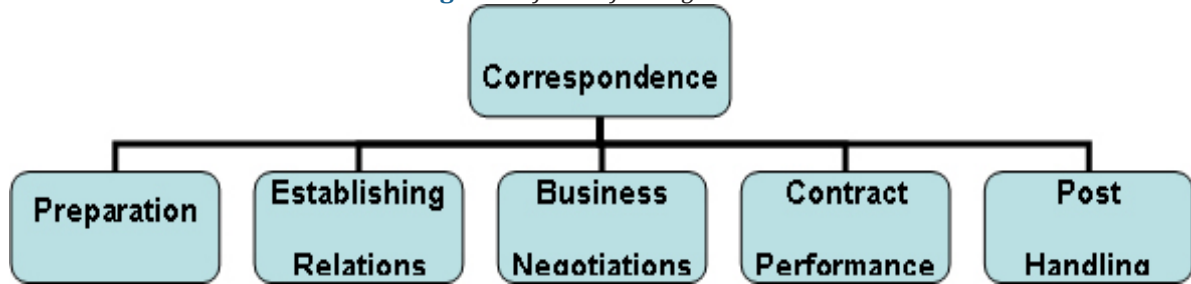 Correspondence
Preparation
Establishing
Relations
Business
Negotiations
Contract
Performance
Post
Handling